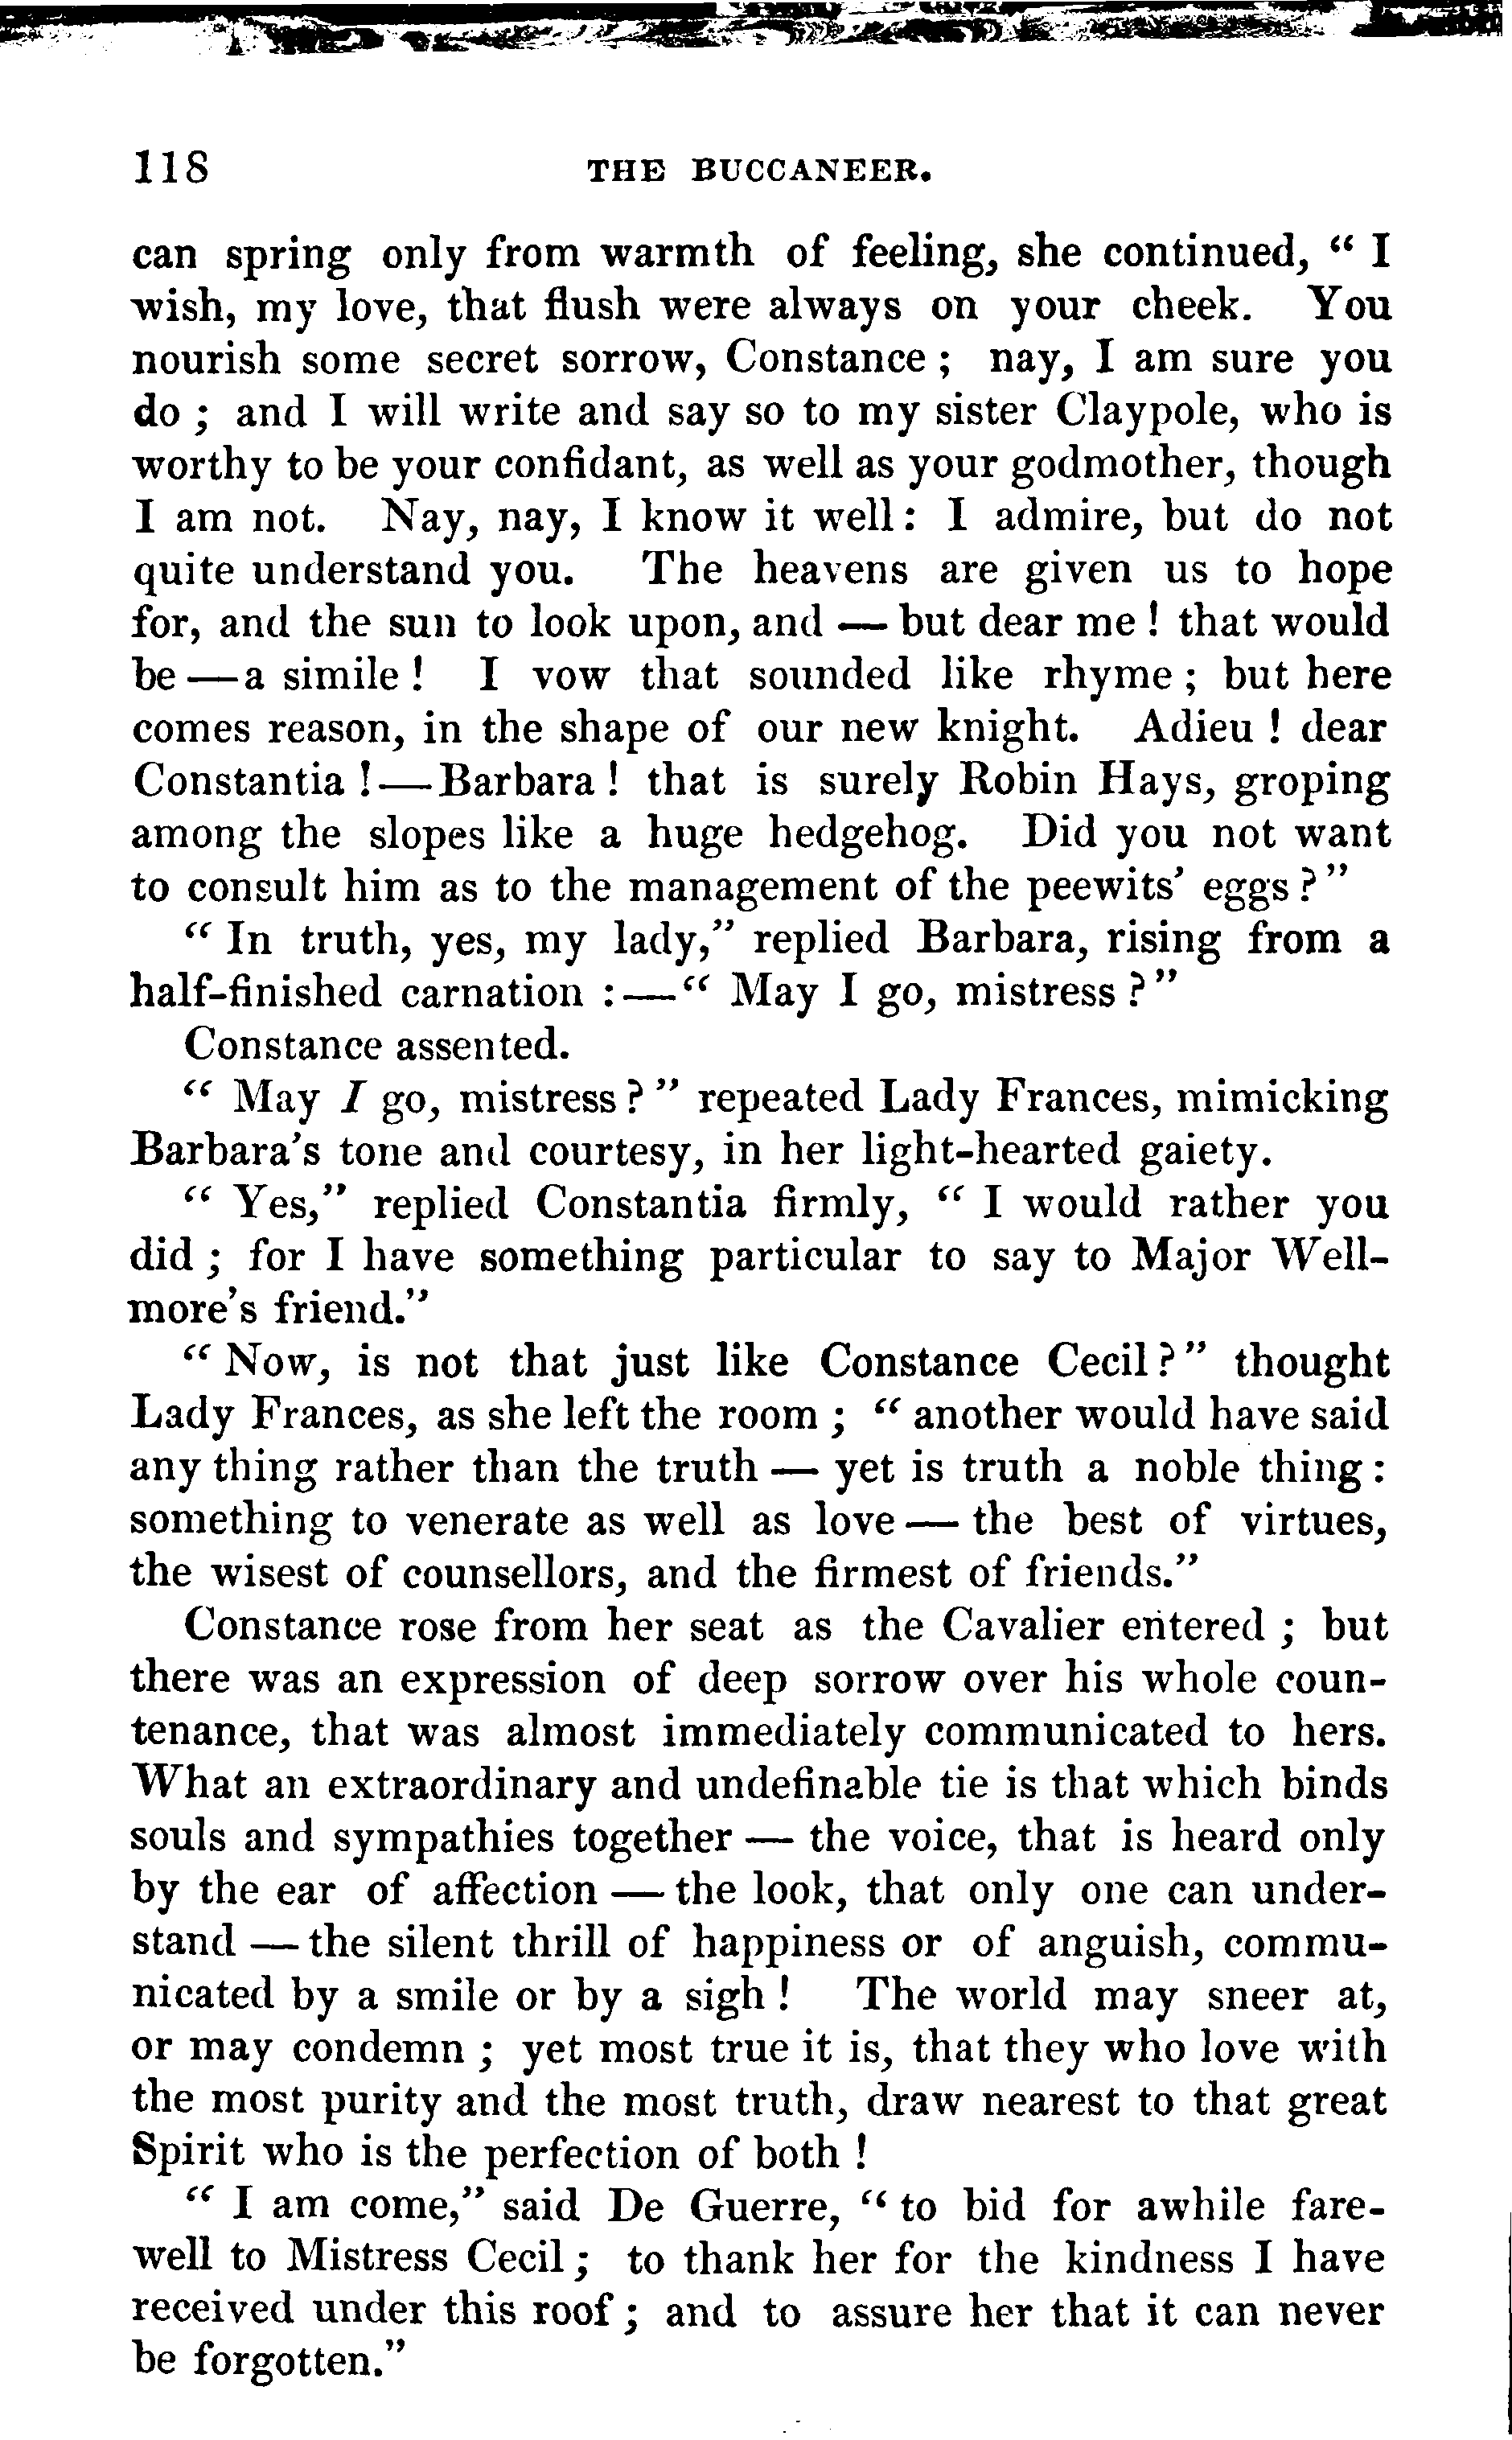 118 THE BUCCANEER.
can spring only from warmth of feeling, she continued, “ I
wish, my love, that flush were always on your cheek. You
nourish some secret sorrow, Constance ; nay, I am sure you
do ; and I will write and say so to my sister Claypole, who is
worthy to be your confidant, as well as your godmother, though
I am not. Nay, nay, I know it well : I admire, but do not
quite understand you. The heavens are given us to hope
for, and the sun to look upon, and — but dear me ! that would
be — a simile ! I vow that sounded like rhyme ; but here
comes reason, in the shape of our new knight. Adieu ! dear
Constantia ! — Barbara ! that is surely Robin Hays, groping
among the slopes like a huge hedgehog. Did you not want
to consult him as to the management of the peewits’ eggs ? ”
“ In truth, yes, my lady,” replied Barbara, rising from a
half-finished carnation : — “ May I go, mistress ? ”
Constance assented.
“ May I go, mistress ? ” repeated Lady Frances, mimicking
Barbara’s tone and courtesy, in her light-hearted gaiety.
“ Yes,” replied Constantia firmly, “ I would rather you
did ; for I have something particular to say to Major Well-
more’s friend.”
“ Now, is not that just like Constance Cecil ? ” thought
Lady Frances, as she left the room ; “ another would have said
any thing rather than the truth — yet is truth a noble thing :
something to venerate as well as love — the best of virtues,
the wisest of counsellors, and the firmest of friends.”
Constance rose from her seat as the Cavalier entered ; but
there was an expression of deep sorrow over his whole coun-
tenance, that was almost immediately communicated to hers.
What an extraordinary and undefinable tie is that which binds
souls and sympathies together — the voice, that is heard only
by the ear of affection — the look, that only one can under-
stand — the silent thrill of happiness or of anguish, commu-
nicated by a smile or by a sigh ! The world may sneer at,
or may condemn ; yet most true it is, that they who love with
the most purity and the most truth, draw nearest to that great
Spirit who is the perfection of both !
“ I am come,” said De Guerre, “ to bid for awhile fare-
well to Mistress Cecil ; to thank her for the kindness I have
received under this roof ; and to assure her that it can never
be forgotten.”